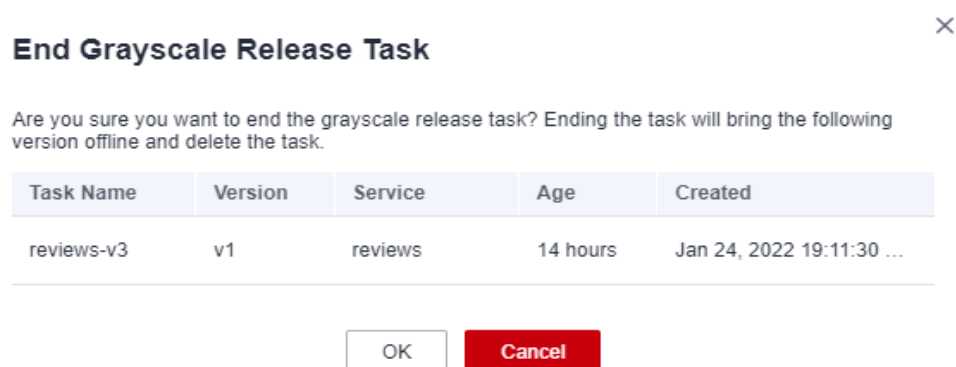 End Grayscale Release Task
Are you sure you want to end the grayscale release task? Ending the task will bring the following
version offline and delete the task.
Task Name Version Service Age Created
reviews-v3 v1 reviews 14 hours Jan 24, 2022 19:11:30 ...
OK Cancel